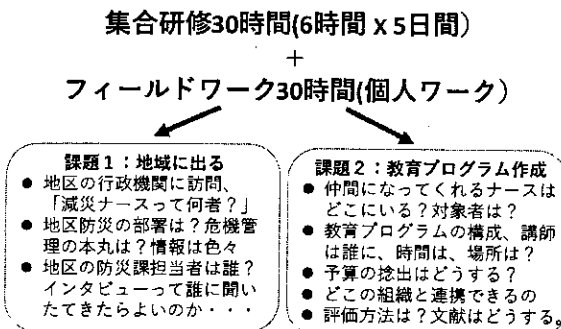 集合研修30時間(6時間 x 5日間)
+
フィールドワーク30時間(個人ワーク)
課題1:地域に出る
● 地区の行政機関に訪問、
「減災ナースって何者?」
● 地区防災の部署は?危機管
理の本丸は?情報は色々
● 地区の防災課担当者は誰?
インタビューって誰に聞い
たてきたらよいのか・・・
課題2:教育プログラム作成
● 仲間になってくれるナースは
どこにいる?対象者は?
● 教育プログラムの構成、講師
は誰に、時間は、場所は?
● 予算の捻出はどうする?
● どこの組織と連携できるの
● 評価方法は?文献はどうする。